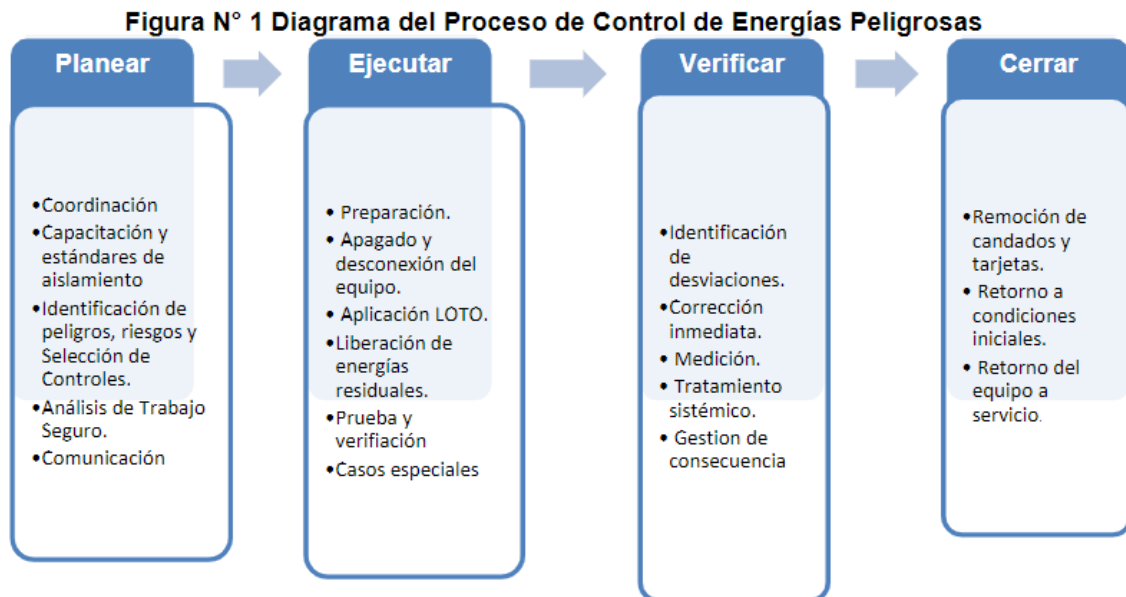 Figura N° 1 Diagrama del Proceso de Control de Energías Peligrosas
Planear
•Coordinación
•Capacitación y
estándares de
aislamiento
•Identificación de
peligros, riesgos y
Selección de
Controles.
•Análisis de Trabajo
Seguro.
•Comunicación
Ejecutar
• Preparación.
• Apagado y
desconexión del
equipo.
• Aplicación LOTO.
•Liberación de
energías
residuales.
•Prueba y
verifiación
•Casos especiales
Verificar
•Identificación
de
desviaciones.
•Corrección
inmediata.
• Medición.
• Tratamiento
sistémico.
• Gestion de
consecuencia
Cerrar
•Remoción de
candados y
tarjetas.
• Retorno a
condiciones
iniciales.
• Retorno del
equipo a
servicio.